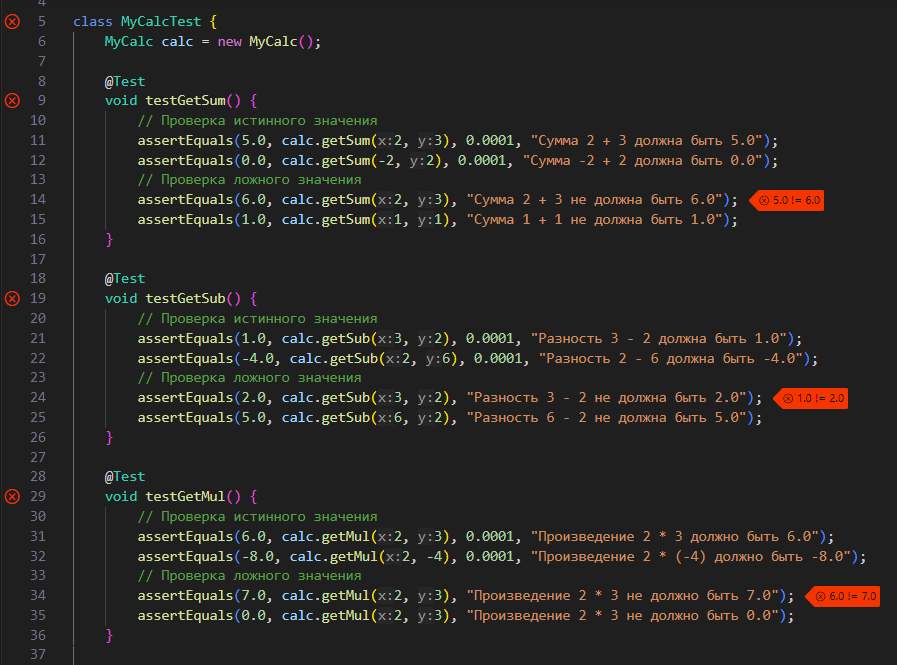 4
5 class MyCalcTest {
6 MyCalc calc = new MyCalc();
7
8 @Test
9 void testGetSum() {
10 // Проверка истинного значения
11 assertEquals(5.0, calc.getSum(x:2, y:3), 0.0001, "Сумма 2 + 3 должна быть 5.0");
12 assertEquals(0.0, calc.getSum(-2, y:2), 0.0001, "Сумма -2 + 2 должна быть 0.0");
13 // Проверка ложного значения
14 assertEquals(6.0, calc.getSum(x:2, y:3), "Сумма 2 + 3 не должна быть 6.0"); 5.0 != 6.0
15 assertEquals(1.0, calc.getSum(x:1, y:1), "Сумма 1 + 1 не должна быть 1.0");
16 }
17
18 @Test
19 void testGetSub() {
20 // Проверка истинного значения
21 assertEquals(1.0, calc.getSub(x:3, y:2), 0.0001, "Разность 3 - 2 должна быть 1.0");
22 assertEquals(-4.0, calc.getSub(x:2, y:6), 0.0001, "Разность 2 - 6 должна быть -4.0");
23 // Проверка ложного значения
24 assertEquals(2.0, calc.getSub(x:3, y:2), "Разность 3 - 2 не должна быть 2.0"); 1.0 != 2.0
25 assertEquals(5.0, calc.getSub(x:6, y:2), "Разность 6 - 2 не должна быть 5.0");
26 }
27
28 @Test
29 void testGetMul() {
30 // Проверка истинного значения
31 assertEquals(6.0, calc.getMul(x:2, y:3), 0.0001, "Произведение 2 * 3 должно быть 6.0");
32 assertEquals(-8.0, calc.getMul(x:2, -4), 0.0001, "Произведение 2 * (-4) должно быть -8.0");
33 // Проверка ложного значения
34 assertEquals(7.0, calc.getMul(x:2, y:3), "Произведение 2 * 3 не должно быть 7.0"); 6.0 != 7.0
35 assertEquals(0.0, calc.getMul(x:2, y:3), "Произведение 2 * 3 не должно быть 0.0");
36 }
37